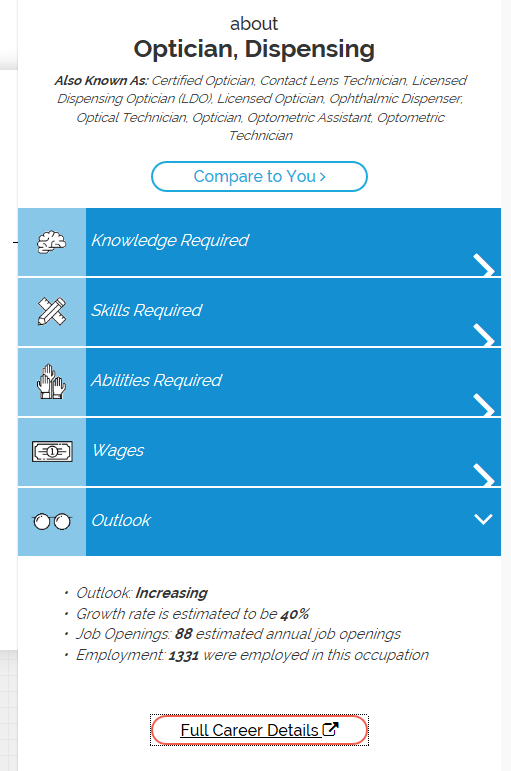 about
Optician, Dispensing
Also Known As: Certified Optician, Contact Lens Technician, Licensed
Dispensing Optician (LDO), Licensed Optician, Ophthalmic Dispenser,
Optical Technician, Optician, Optometric Assistant, Optometric
Technician
Compare to You
Knowledge Required
Skills Required
Abilities Required
Wages
Outlook
• Outlook: Increasing
• Growth rate is estimated to be 40%
• Job Openings: 88 estimated annual job openings
• Employment: 1331 were employed in this occupation
Full Career Details